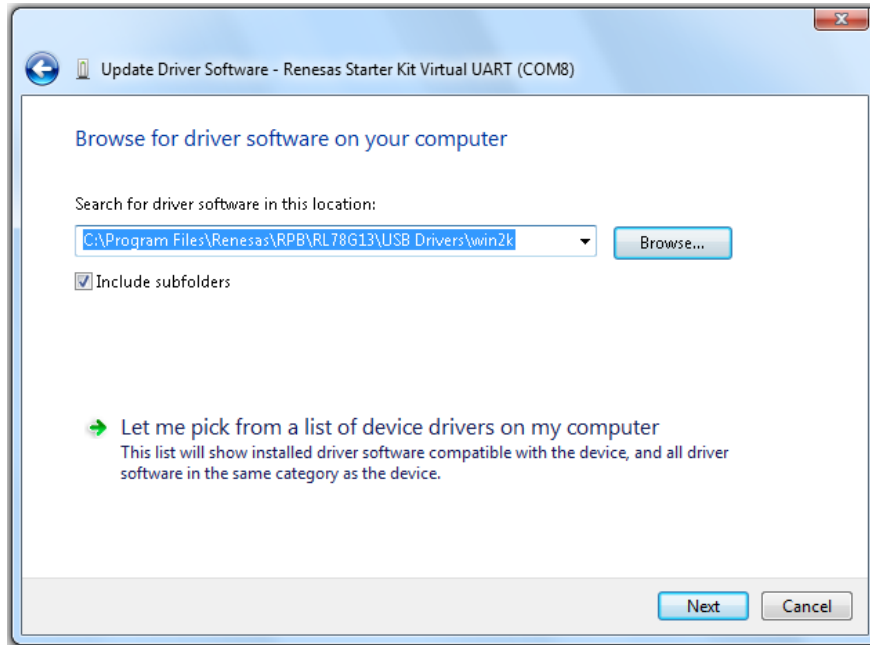 Update Driver Software - Renesas Starter Kit Virtual UART (COM8)
Browse for driver software on your computer
Search for driver software in this location:
C:\Program Files\Renesas\RPB\RL78G13\USB Drivers\win2k
Browse...
Include subfolders
Let me pick from a list of device drivers on my computer
This list will show installed driver software compatible with the device, and all driver
software in the same category as the device.
Next
Cancel